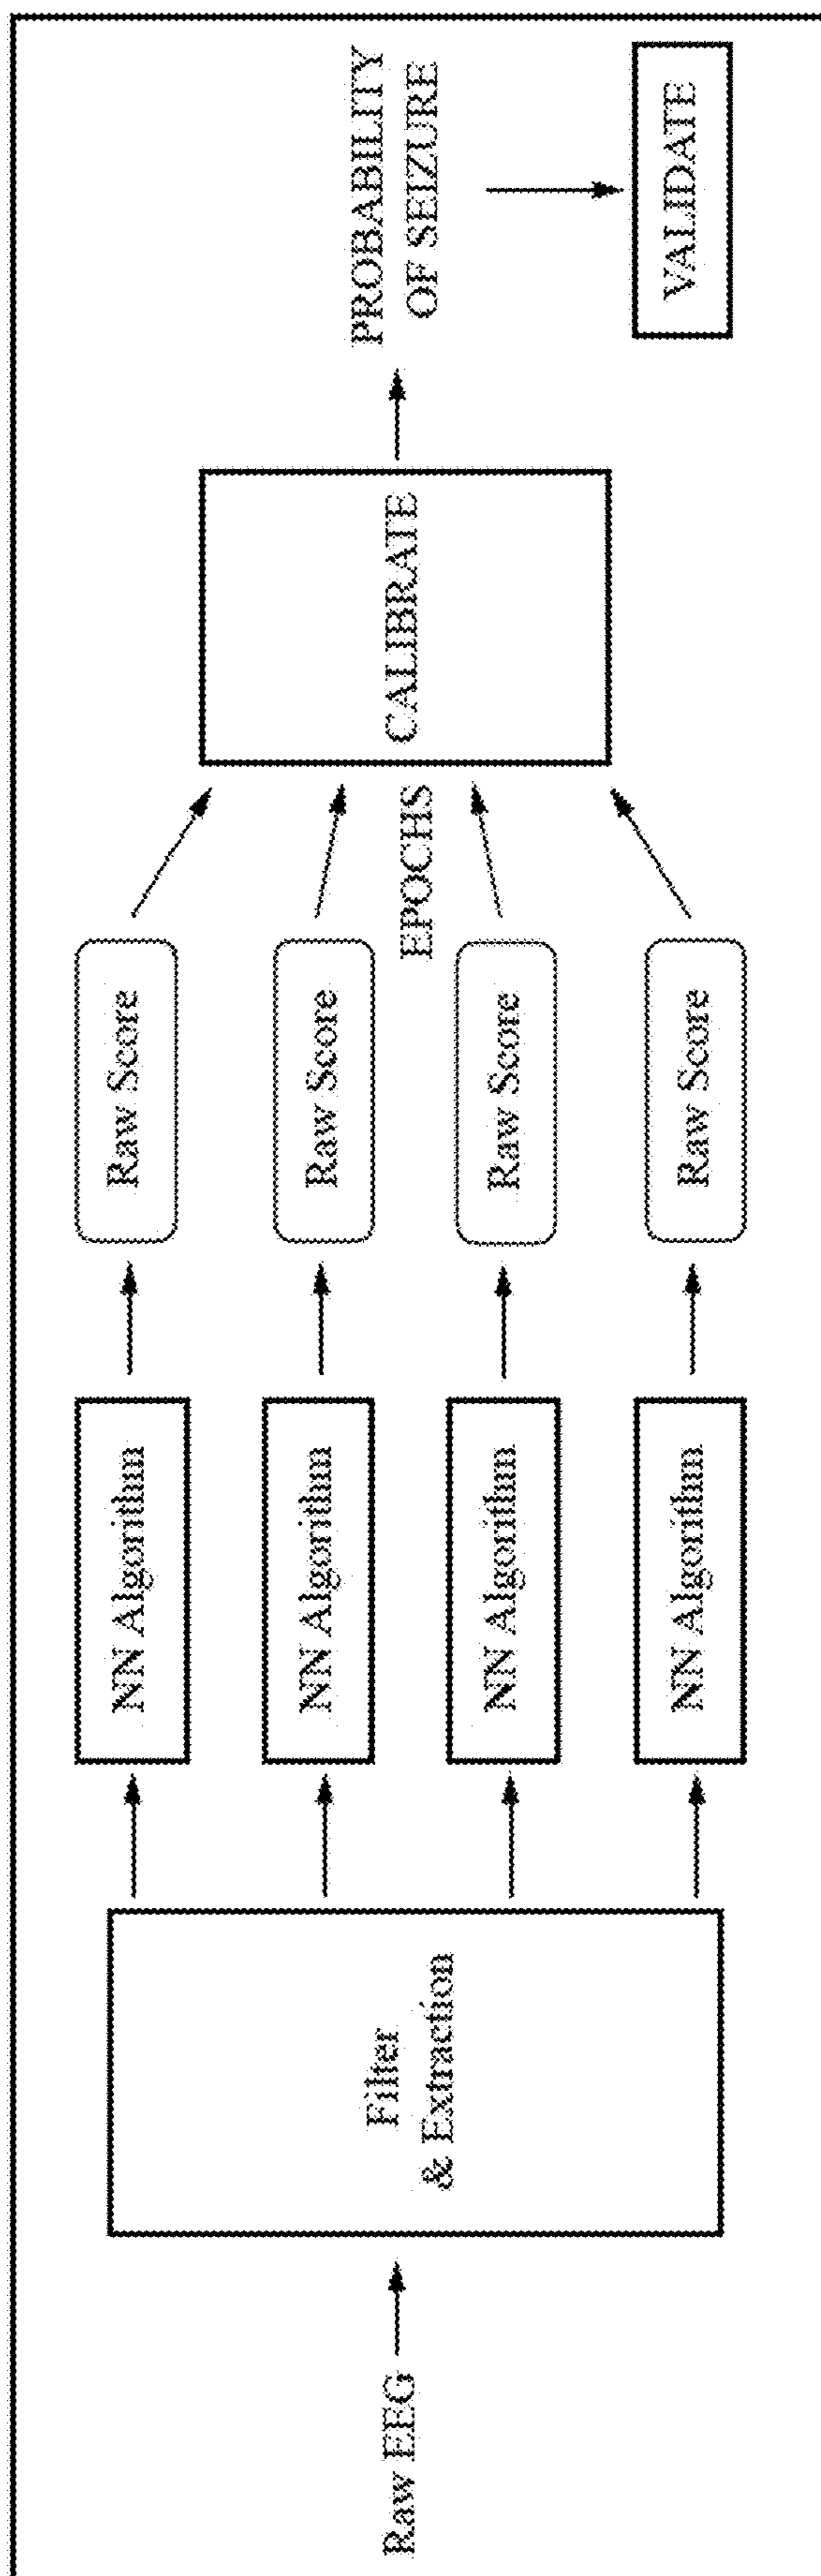 Raw EEG
Filter
& Extraction
NN Algorithm
NN Algorithm
NN Algorithm
NN Algorithm
Raw Score
Raw Score
Raw Score
Raw Score
EPOCHS
CALIBRATE
PROBABILITY
OF SEIZURE
VALIDATE